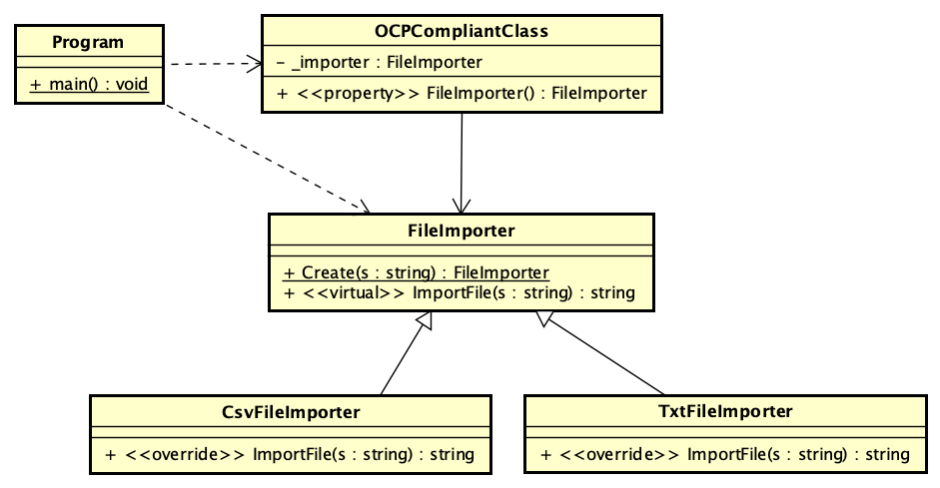 Program
+ main() : void
OCPCompliantClass
- _importer : FileImporter
+ <<property>> FileImporter() : FileImporter
FileImporter
+ Create(s : string) : FileImporter
+ <<virtual>> ImportFile(s : string) : string
CsvFileImporter
+ <<override>> ImportFile(s : string) : string
TxtFileImporter
+ <<override>> ImportFile(s : string) : string